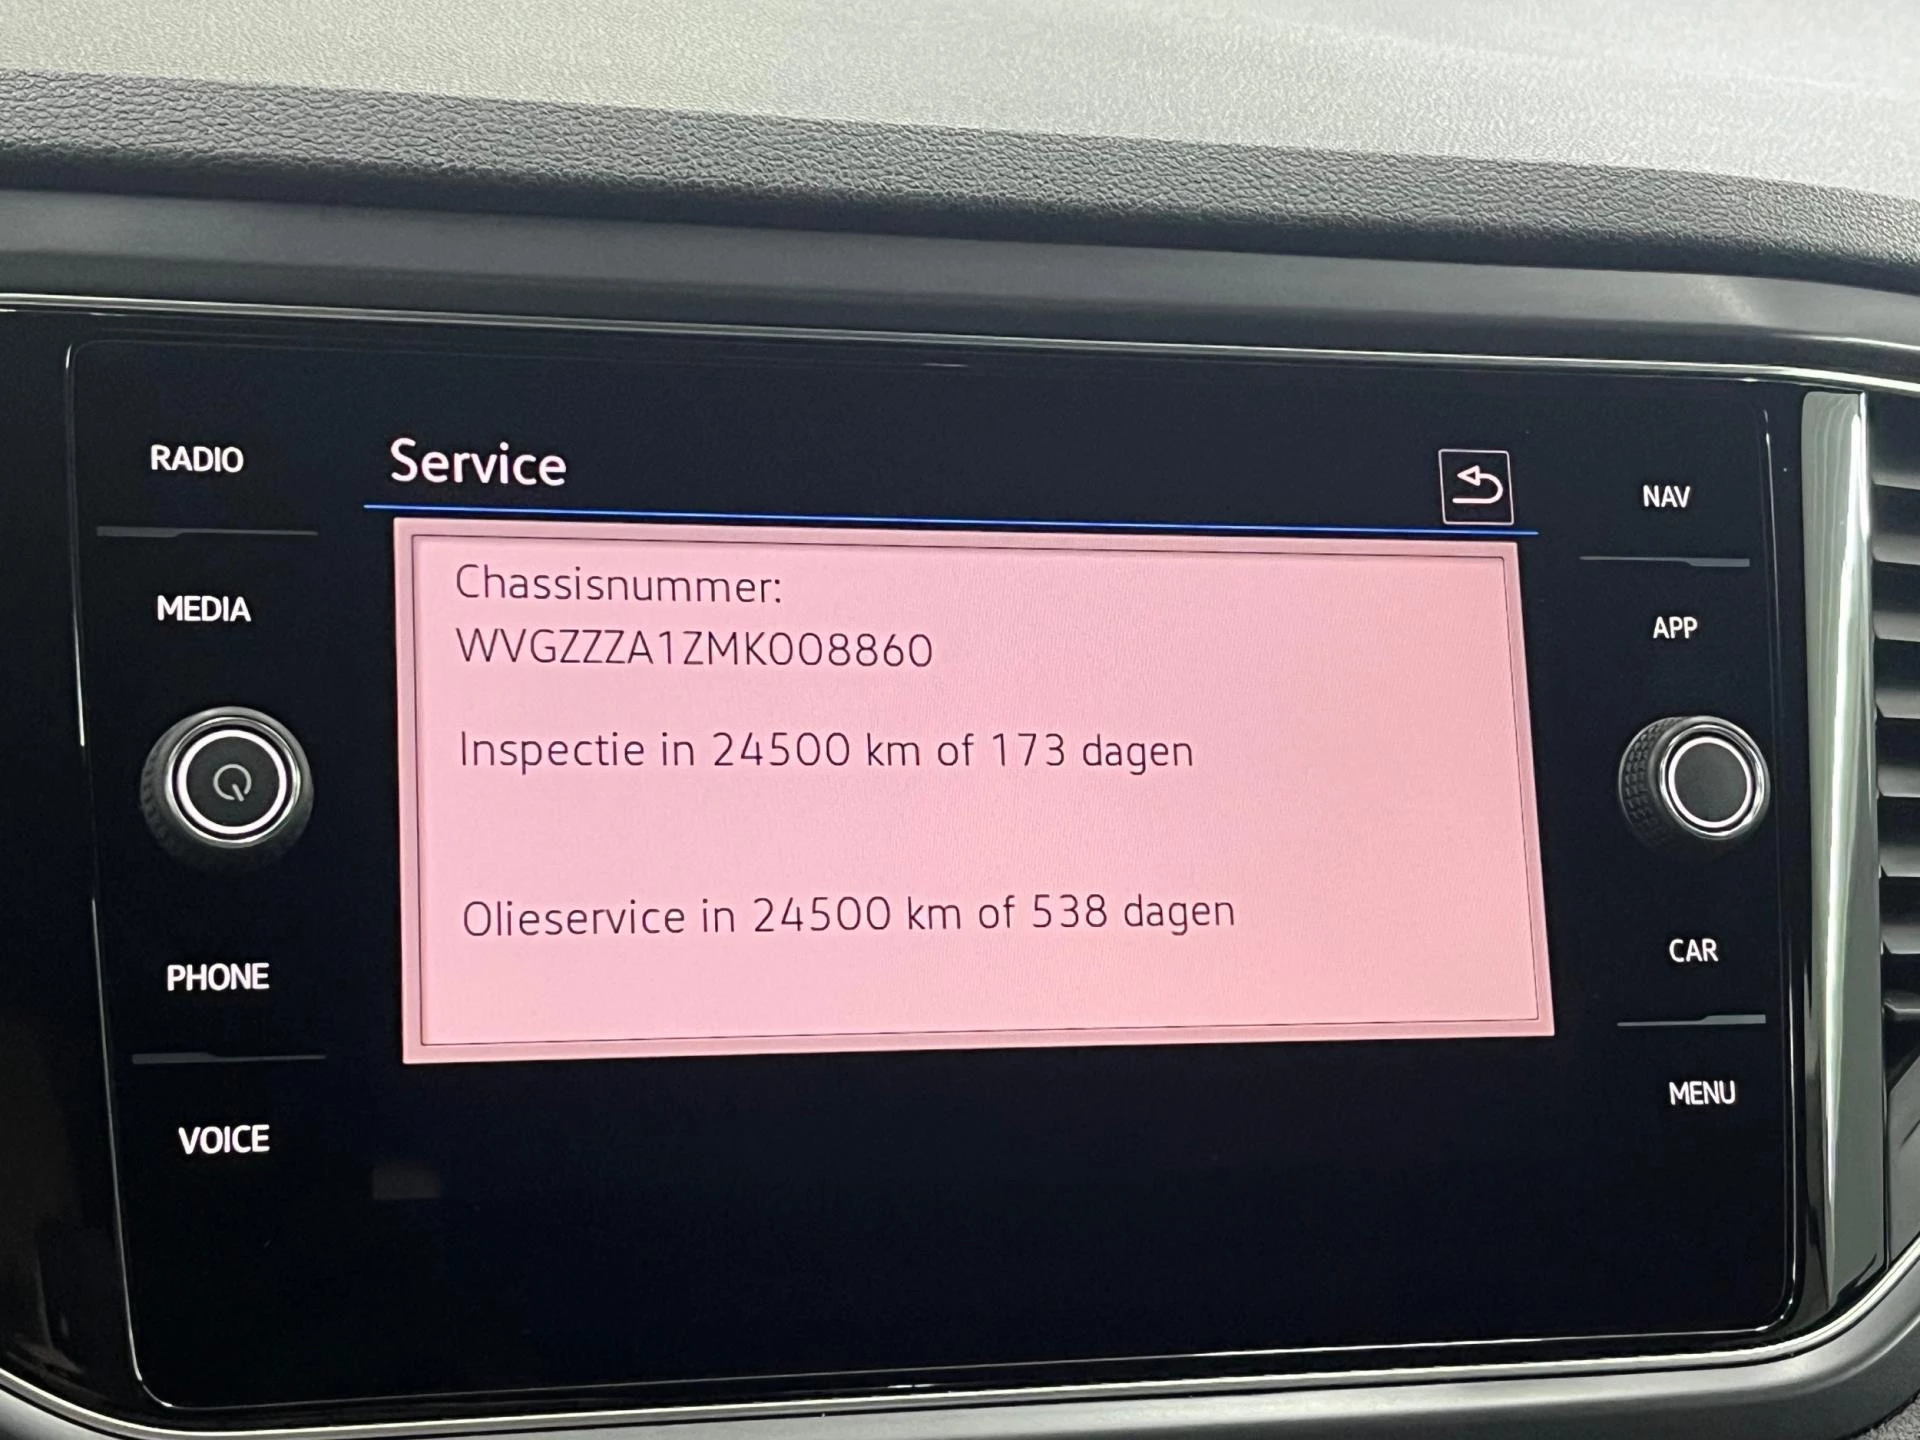 Service
RADIO
MEDIA
PHONE
VOICE
Chassisnummer:
WVGZZZA1ZMK008860
Inspectie in 24500 km of 173 dagen
Olieservice in 24500 km of 538 dagen
NAV
APP
CAR
MENU